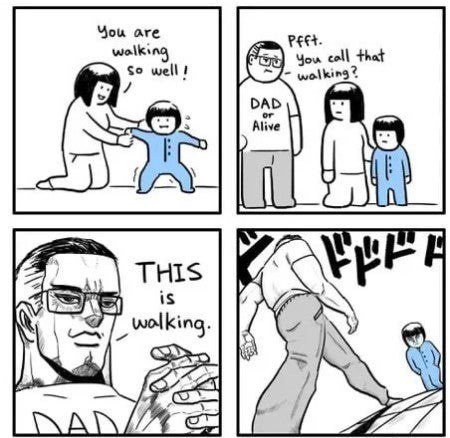 You are
walking
so well!
Pfft.
You call that
walking?
DAD
or
Alive
THIS
is
walking.
DAD
ドドドド